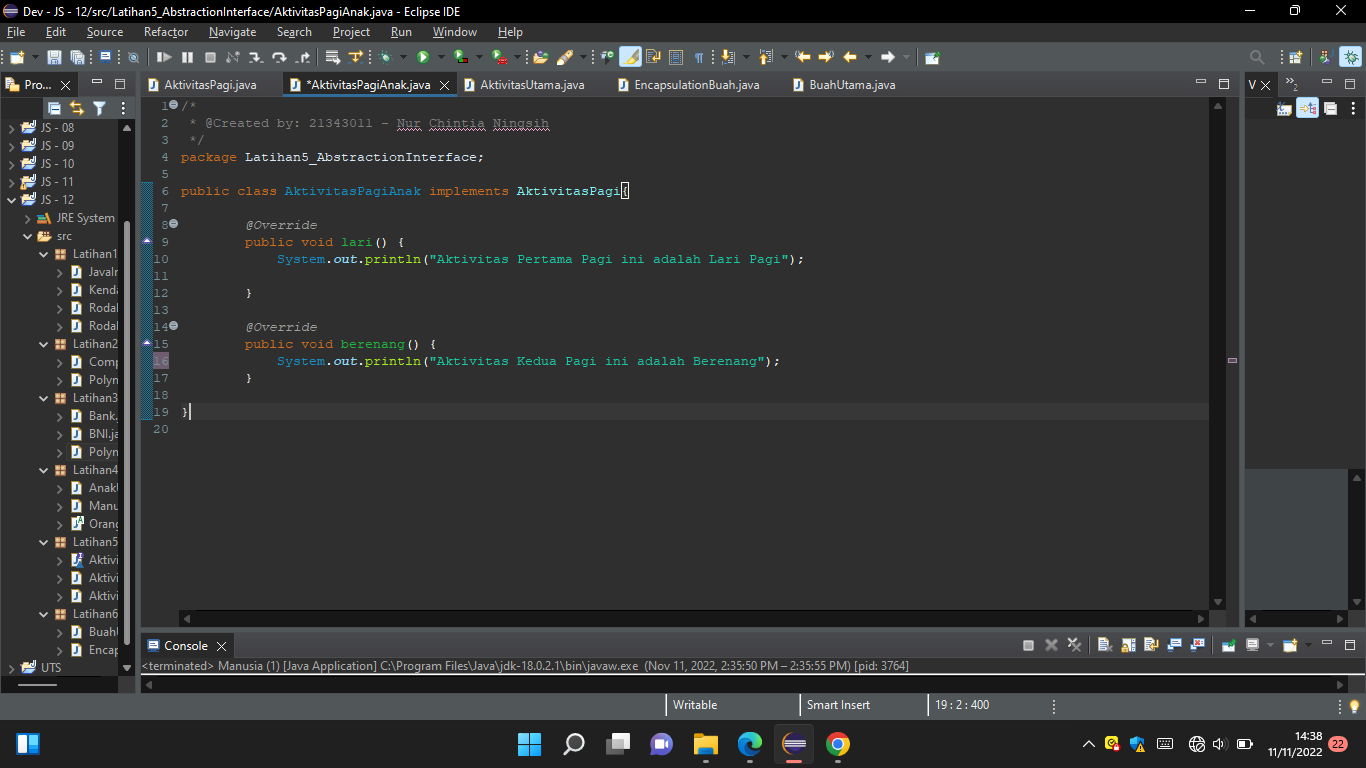 Dev - JS - 12/src/Latihan5_AbstractionInterface/AktivitasPagiAnak.java - Eclipse IDE
File Edit Source Refactor Navigate Search Project Run Window Help
Pro... AktivitasPagi.java *AktivitasPagiAnak.java AktivitasUtama.java EncapsulationBuah.java BuahUtama.java V 2
JS - 08
JS - 09
JS - 10
JS - 11
JS - 12
JRE System
src
Latihan1
JavaIn
Kenda
Rodal
Rodal
Latihan2
Comp
Polyn
Latihan3
Bank.
BNI.ja
Polyn
Latihan4
Anak
Manu
Orang
Latihan5
Aktivi
Aktivi
Aktivi
Latihan6
Buah
Encap
UTS
1 /*
2 * @Created by: 21343011 - Nur Chintia Ningsih
3 */
4 package Latihan5_AbstractionInterface;
5
6 public class AktivitasPagiAnak implements AktivitasPagi{
7
8 @Override
9 public void lari() {
10 System.out.println("Aktivitas Pertama Pagi ini adalah Lari Pagi");
11
12 }
13
14 @Override
15 public void berenang() {
16 System.out.println("Aktivitas Kedua Pagi ini adalah Berenang");
17 }
18
19 }
20
Console
<terminated> Manusia (1) [Java Application] C:\Program Files\Java\jdk-18.0.2.1\bin\javaw.exe (Nov 11, 2022, 2:35:50 PM – 2:35:55 PM) [pid: 3764]
Writable Smart Insert 19 : 2 : 400
14:38
11/11/2022 22